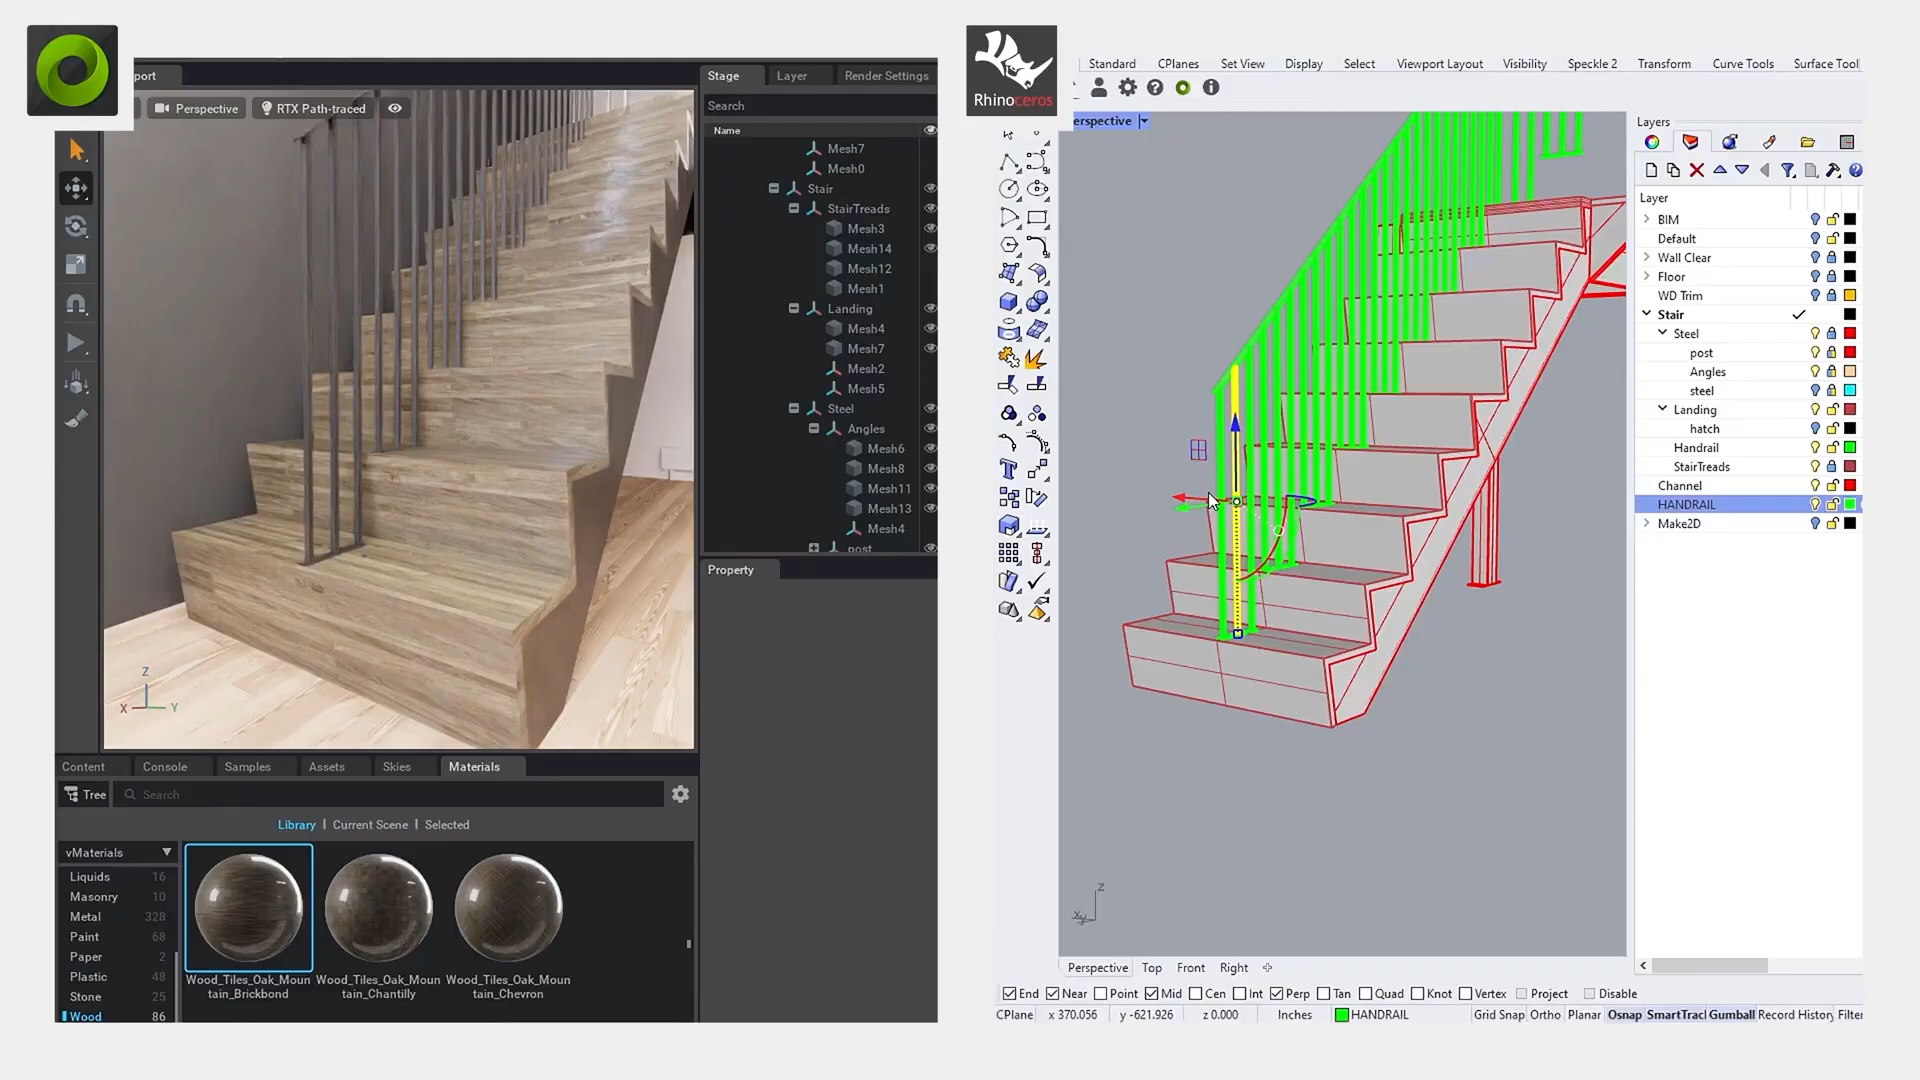 port
Perspective
RTX Path-traced
Stage
Layer
Render Settings
Search
Name
Mesh7
Mesh0
Stair
StairTreads
Mesh3
Mesh14
Mesh12
Mesh1
Landing
Mesh4
Mesh7
Mesh2
Mesh5
Steel
Angles
Mesh6
Mesh8
Mesh11
Mesh13
Mesh4
post
Property
Z
X
Y
Content
Console
Samples
Assets
Skies
Materials
Tree
Search
Library | Current Scene | Selected
vMaterials
Liquids 16
Masonry 10
Metal 328
Paint 68
Paper 2
Plastic 48
Stone 25
Wood 86
Wood_Tiles_Oak_Moun
tain_Brickbond
Wood_Tiles_Oak_Moun
tain_Chantilly
Wood_Tiles_Oak_Moun
tain_Chevron
Rhinoceros
Standard
CPlanes
Set View
Display
Select
Viewport Layout
Visibility
Speckle 2
Transform
Curve Tools
Surface Tool
erspective
Layers
Layer
BIM
Default
Wall Clear
Floor
WD Trim
Stair
Steel
post
Angles
steel
Landing
hatch
Handrail
StairTreads
Channel
HANDRAIL
Make2D
z
x y
Perspective
Top
Front
Right
End
Near
Point
Mid
Cen
Int
Perp
Tan
Quad
Knot
Vertex
Project
Disable
CPlane
x 370.056
y -621.926
z 0.000
Inches
HANDRAIL
Grid Snap
Ortho
Planar
Osnap
SmartTrac
Gumball
Record History
Filter